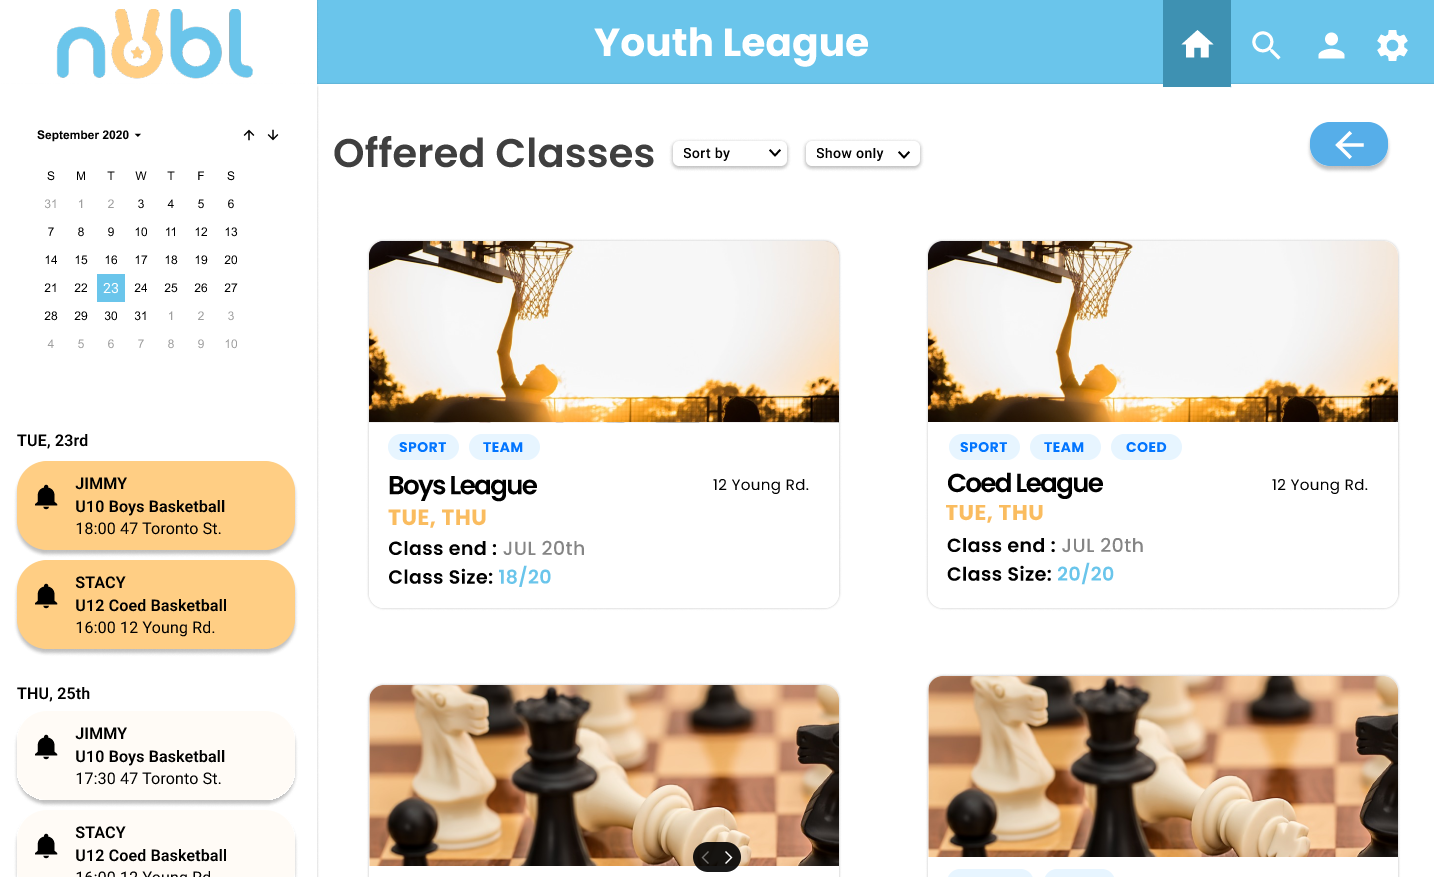 nubl
September 2020
S M T W T F S
31 1 2 3 4 5 6
7 8 9 10 11 12 13
14 15 16 17 18 19 20
21 22 23 24 25 26 27
28 29 30 31 1 2 3
4 5 6 7 8 9 10
TUE, 23rd
JIMMY
U10 Boys Basketball
18:00 47 Toronto St.
STACY
U12 Coed Basketball
16:00 12 Young Rd.
THU, 25th
JIMMY
U10 Boys Basketball
17:30 47 Toronto St.
STACY
U12 Coed Basketball
16:00 12 Young Rd.
Youth League
Offered Classes
Sort by
Show only
SPORT TEAM
Boys League
12 Young Rd.
TUE, THU
Class end : JUL 20th
Class Size: 18/20
SPORT TEAM COED
Coed League
12 Young Rd.
TUE, THU
Class end : JUL 20th
Class Size: 20/20